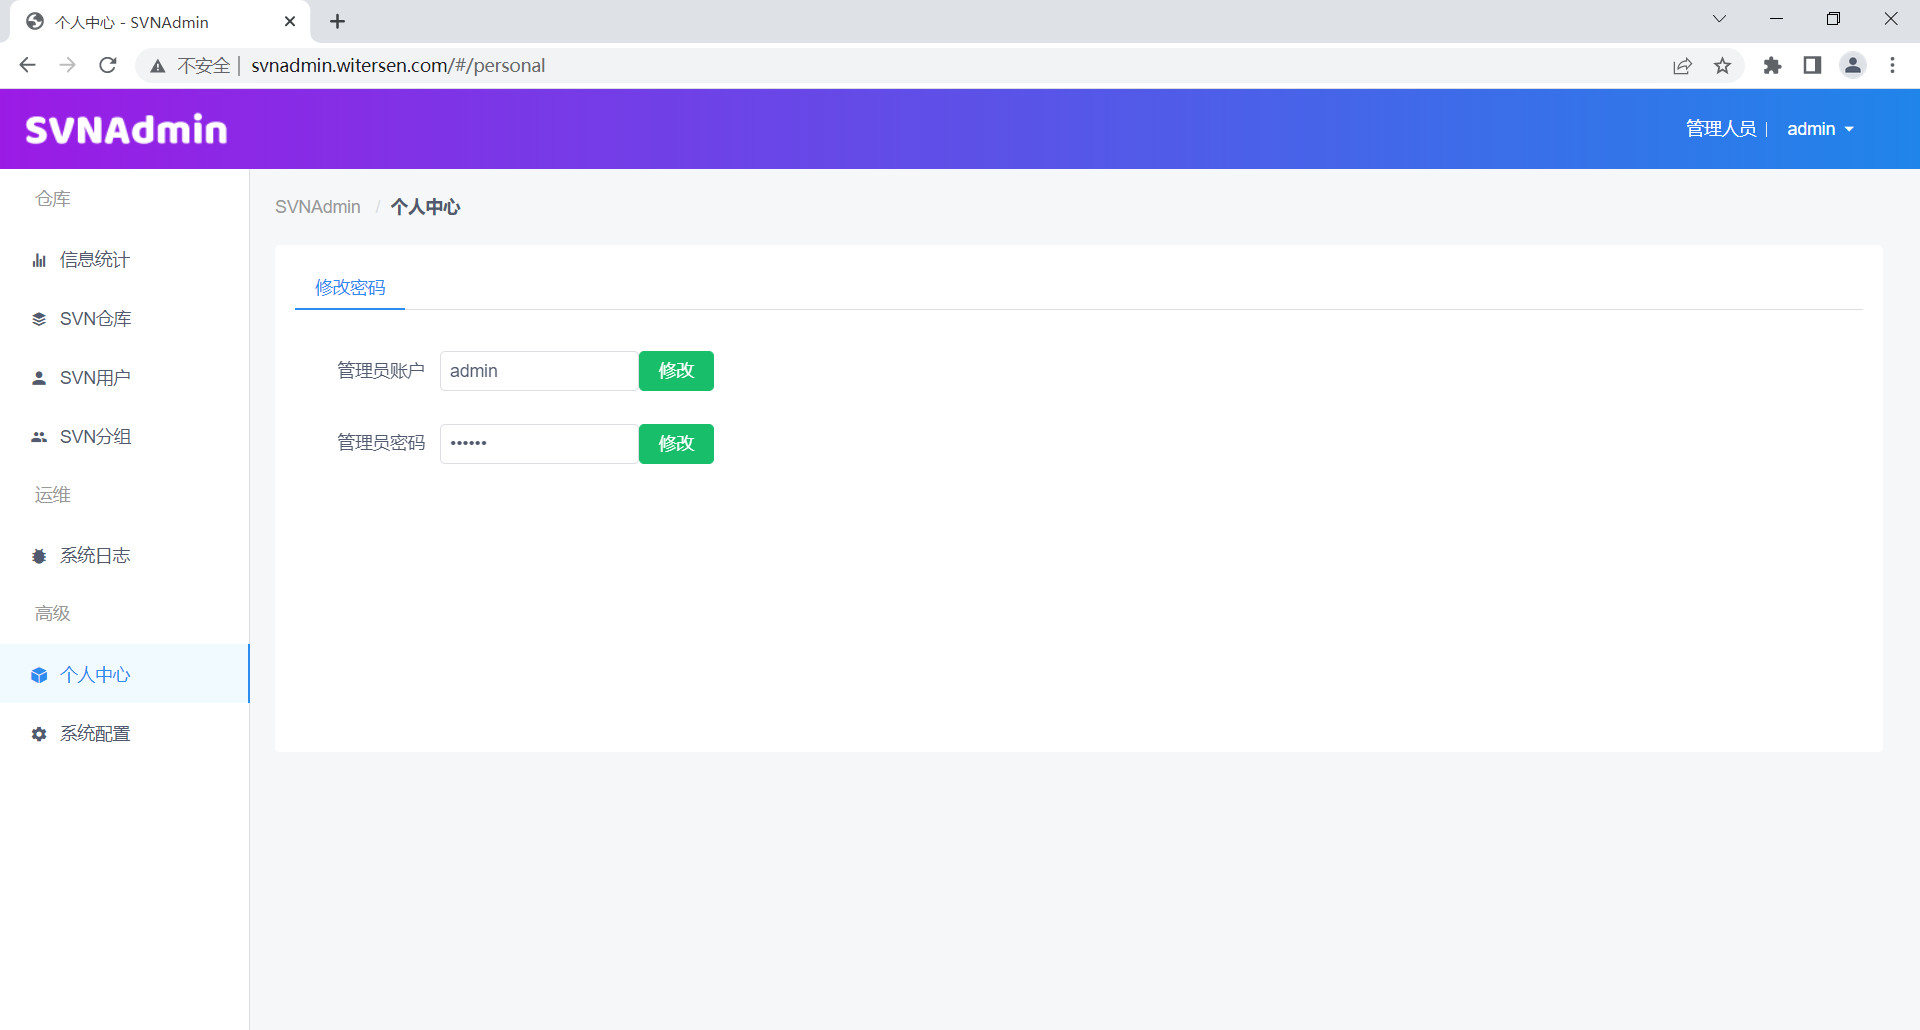 个人中心 - SVNAdmin
不安全 | svnadmin.witersen.com/#/personal
SVNAdmin
管理人员 | admin
仓库
信息统计
SVN仓库
SVN用户
SVN分组
运维
系统日志
高级
个人中心
系统配置
SVNAdmin / 个人中心
修改密码
管理员账户 admin 修改
管理员密码 •••••• 修改